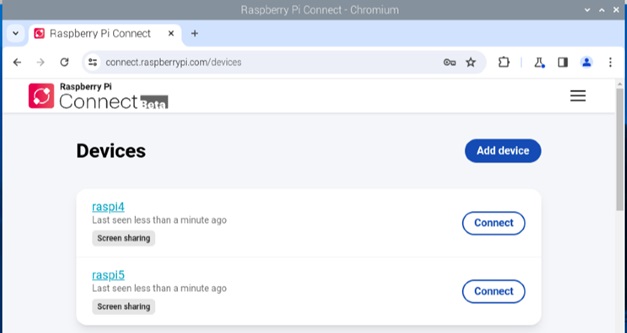 Raspberry Pi Connect - Chromium
Raspberry Pi Connect
connect.raspberrypi.com/devices
Raspberry Pi
Connect Beta
Devices
Add device
raspi4
Last seen less than a minute ago
Connect
Screen sharing
raspi5
Last seen less than a minute ago
Connect
Screen sharing